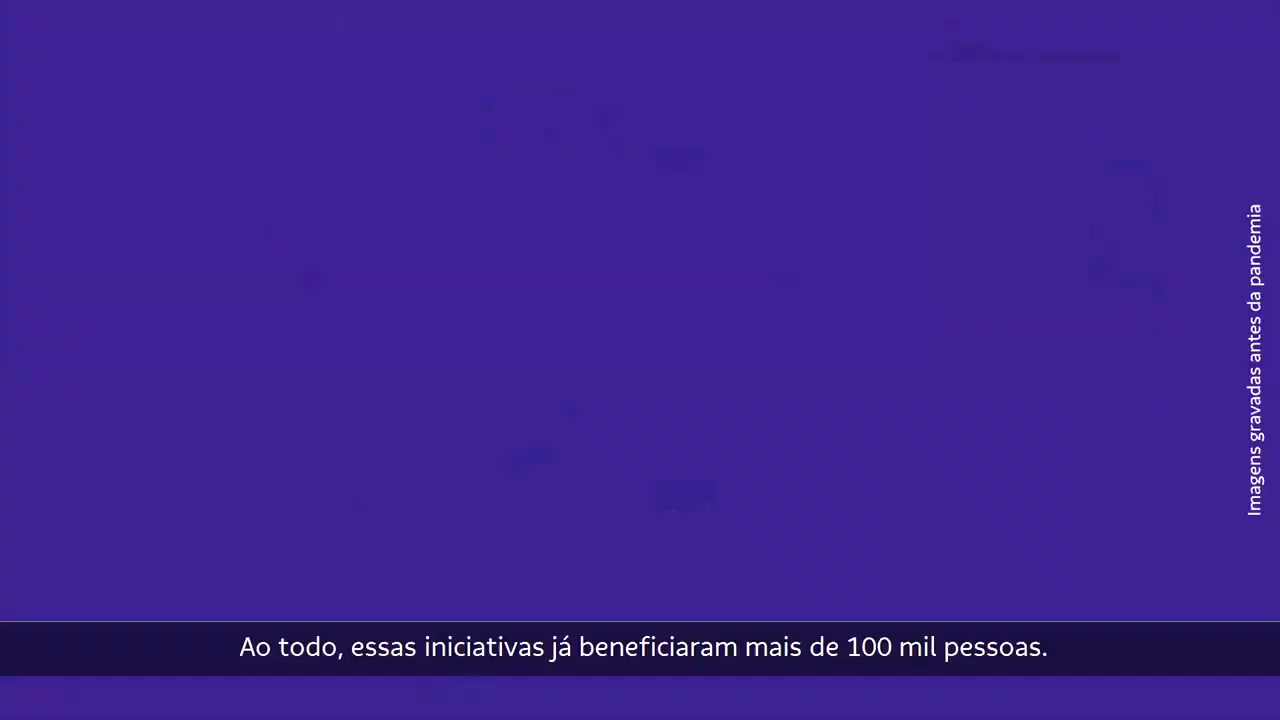 Imagens gravadas antes da pandemia
Ao todo, essas iniciativas já beneficiaram mais de 100 mil pessoas.